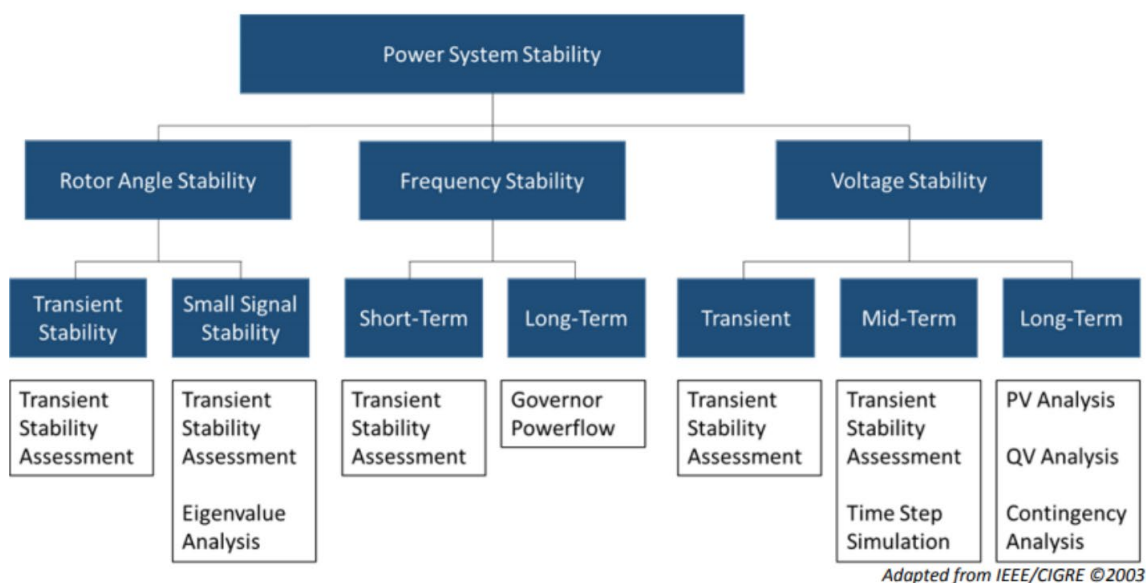 Power System Stability
Rotor Angle Stability
Frequency Stability
Voltage Stability
Transient
Stability
Small Signal
Stability
Short-Term
Long-Term
Transient
Mid-Term
Long-Term
Transient
Stability
Assessment
Transient
Stability
Assessment
Eigenvalue
Analysis
Transient
Stability
Assessment
Governor
Powerflow
Transient
Stability
Assessment
Transient
Stability
Assessment
Time Step
Simulation
PV Analysis
QV Analysis
Contingency
Analysis
Adapted from IEEE/CIGRE ©2003